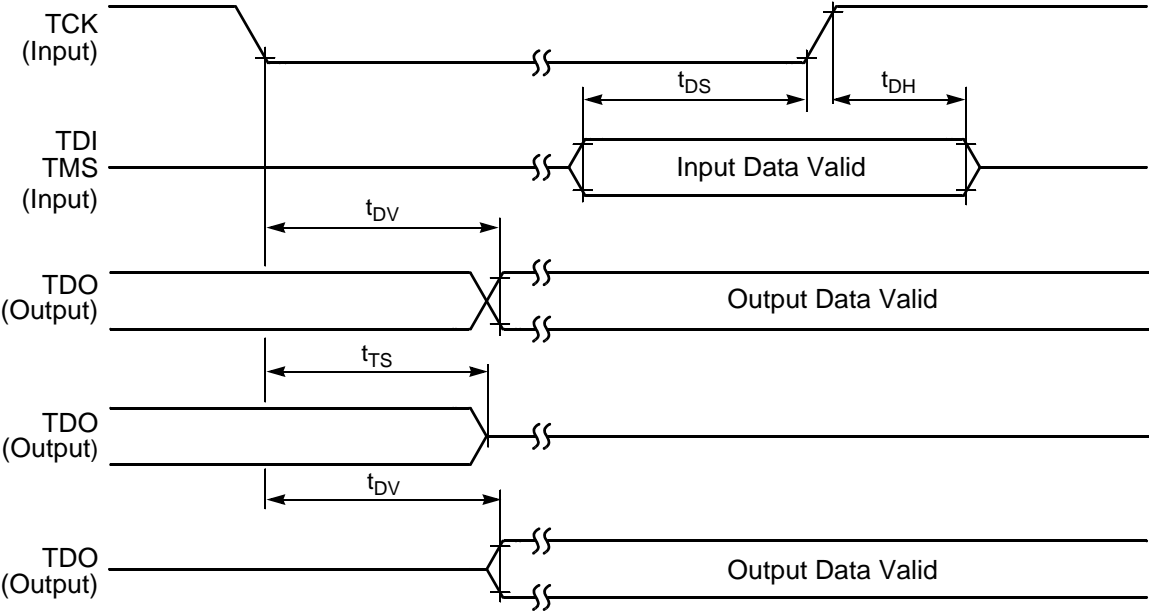 TCK
(Input)
tDS
tDH
TDI
TMS
(Input)
Input Data Valid
tDV
TDO
(Output)
Output Data Valid
tTS
TDO
(Output)
tDV
TDO
(Output)
Output Data Valid